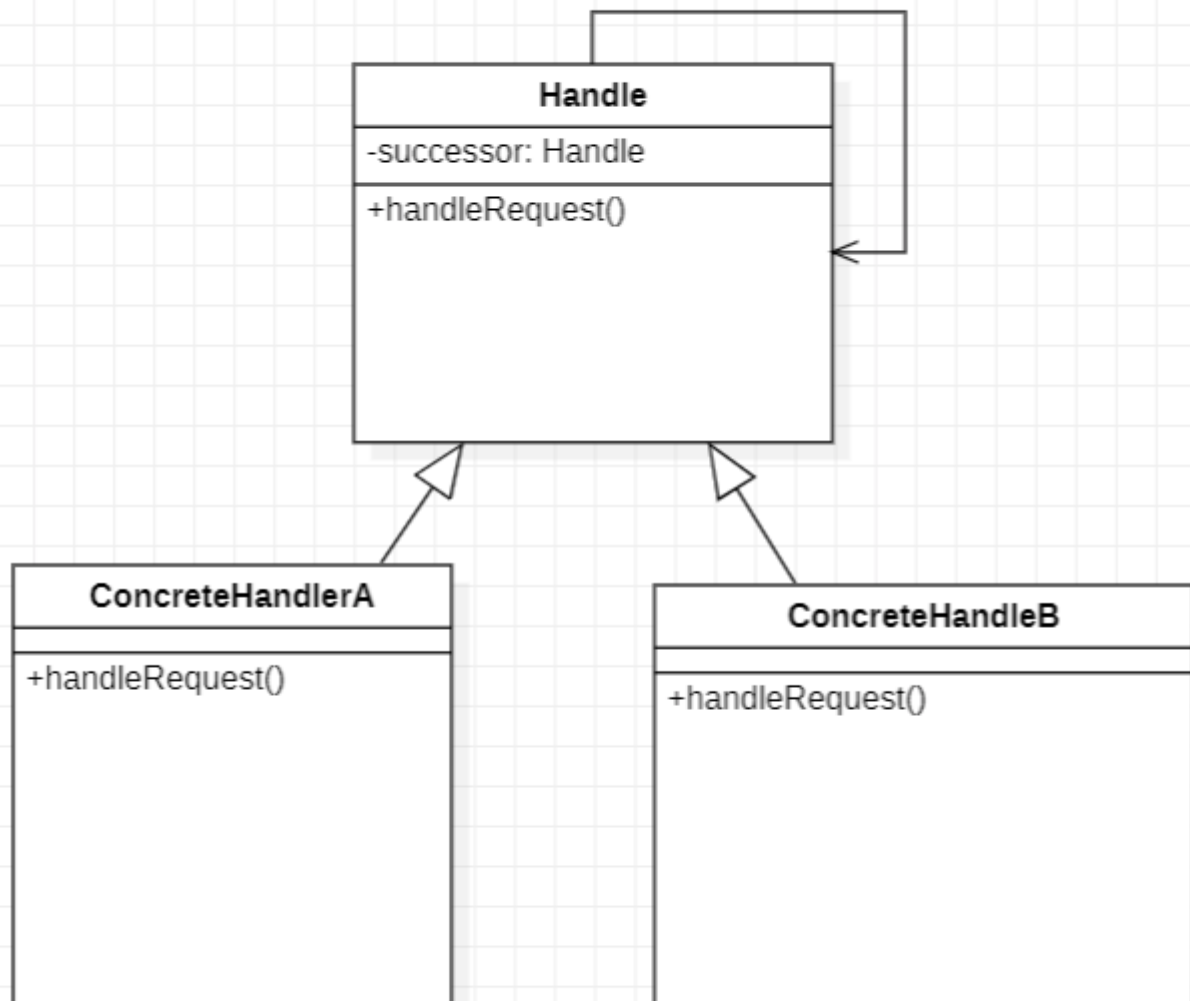 Handle
-successor: Handle
+handleRequest()
ConcreteHandlerA
+handleRequest()
ConcreteHandleB
+handleRequest()